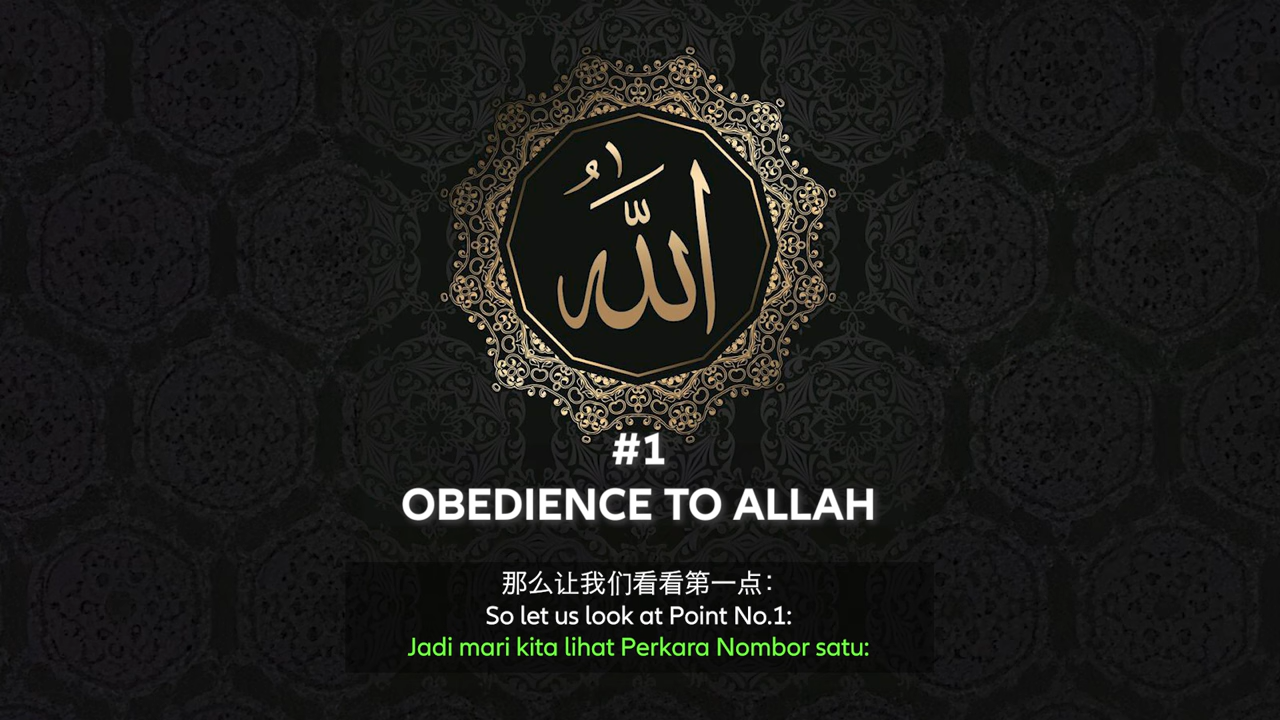 اللّٰهُ
#1
OBEDIENCE TO ALLAH
那么让我们看看第一点：
So let us look at Point No.1:
Jadi mari kita lihat Perkara Nombor satu: